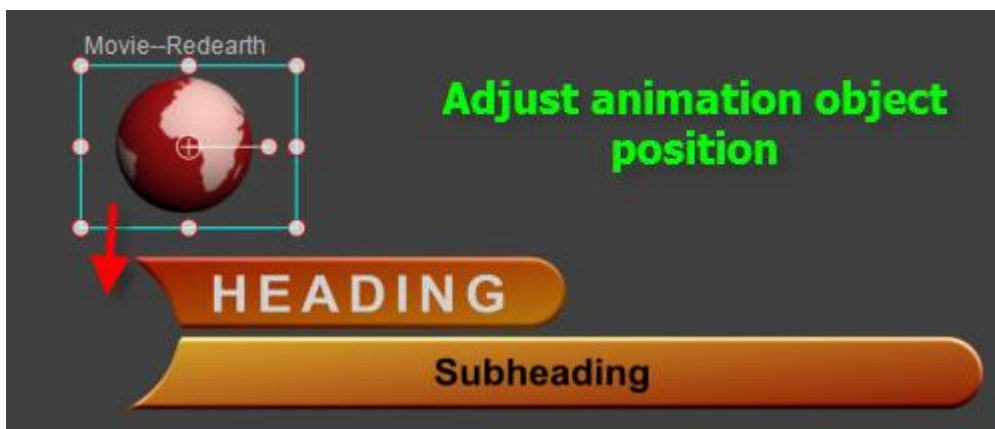 Movie--Redearth
Adjust animation object
position
HEADING
Subheading